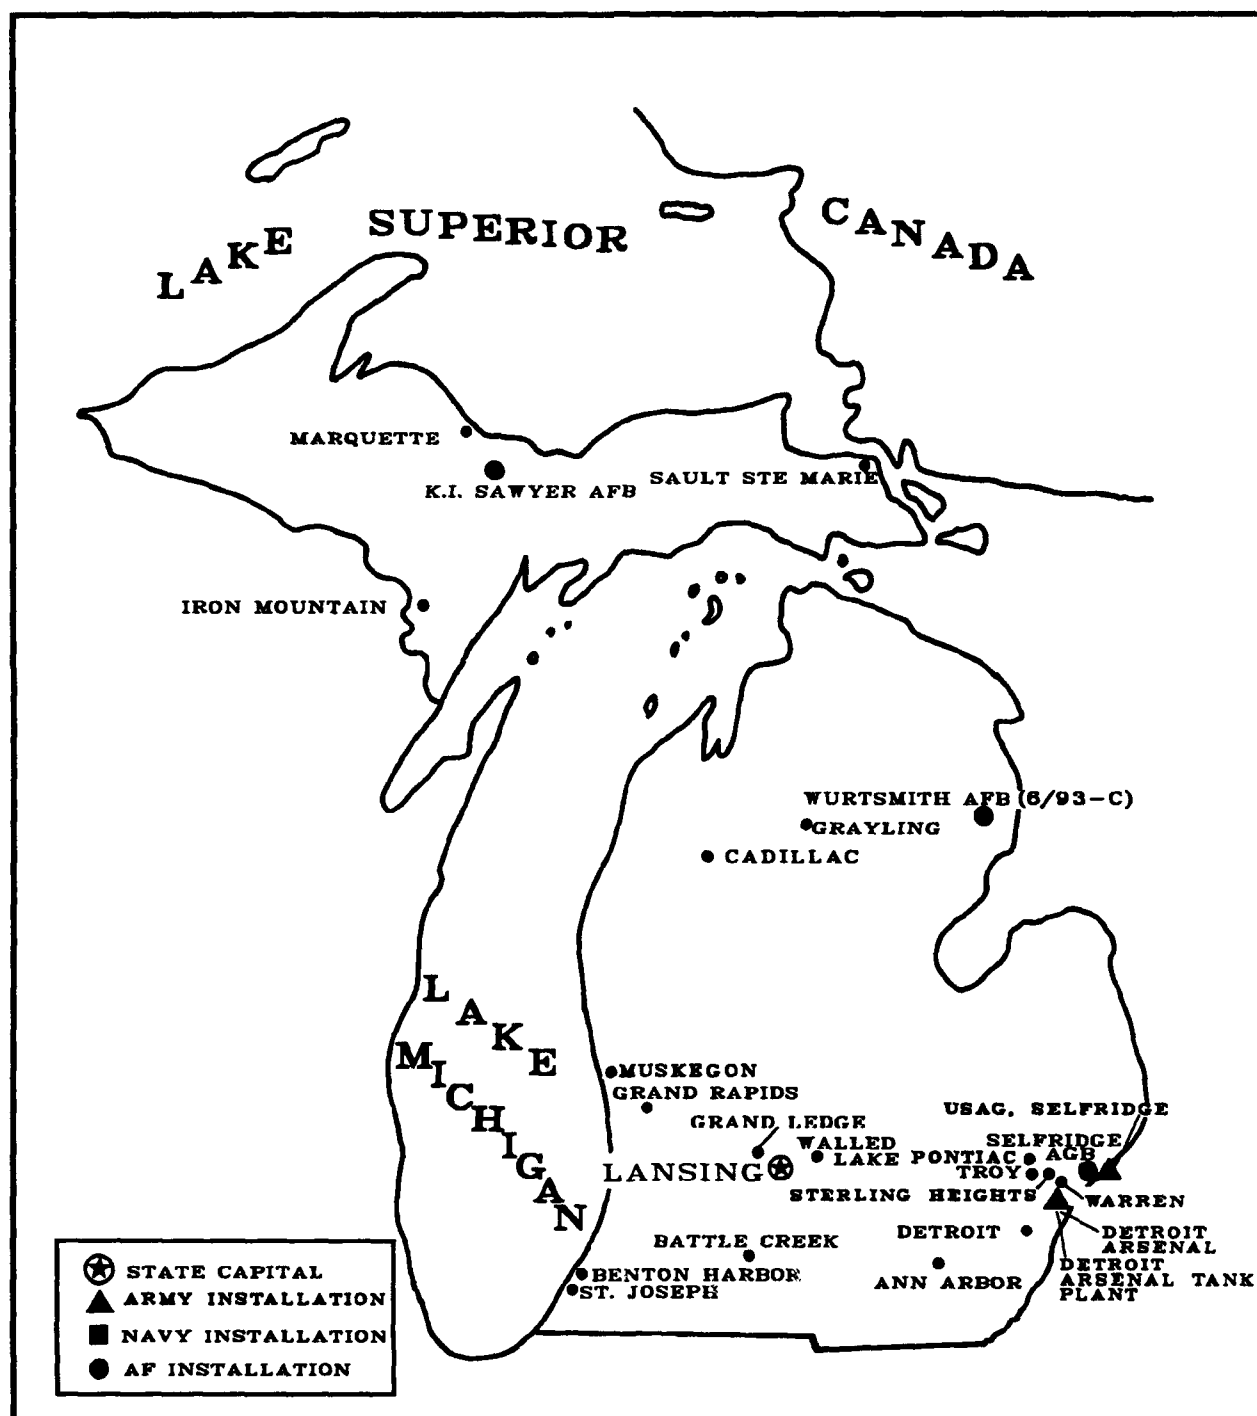 LAKE SUPERIOR
CANADA
MARQUETTE
K.I. SAWYER AFB
SAULT STE MARIE
IRON MOUNTAIN
WURTSMITH AFB (6/93-C)
GRAYLING
CADILLAC
LAKE
MICHIGAN
MUSKEGON
GRAND RAPIDS
GRAND LEDGE
USAG, SELFRIDGE
WALLED
LAKE
PONTIAC
SELFRIDGE
AGB
LANSING
TROY
STERLING HEIGHTS
WARREN
DETROIT
DETROIT
ARSENAL
BATTLE CREEK
BENTON HARBOR
ST. JOSEPH
ANN ARBOR
DETROIT
ARSENAL TANK
PLANT
STATE CAPITAL
ARMY INSTALLATION
NAVY INSTALLATION
AF INSTALLATION